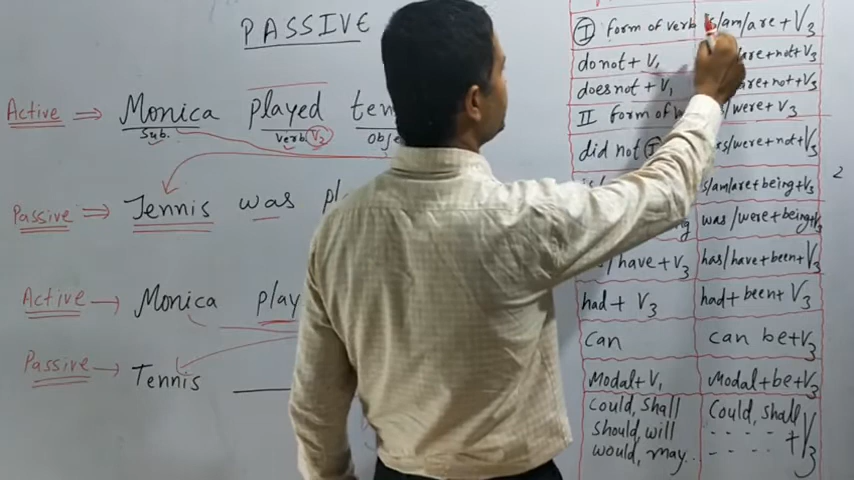 PASSIVE
Active ⇒ Monica played ten
Sub. verb V₂ obje
Passive ⇒ Tennis was pl
Active → Monica play
Passive → Tennis
I form of verb is/am/are + V₃
do not + V₁ are+not+V₃
does not + V₁ are+not+V₃
II form of were + V₃
did not I were+not+V₃
is/am/are+being+V₃
was/were+being+V₃
/have + V₃ has/have+been+V₃
had + V₃ had+been+V₃
can can be+V₃
Modal+V₁ Modal+be+V₃
Could, shall Could, shall
should, will - - - - + V₃
would, may.. - - - -
2